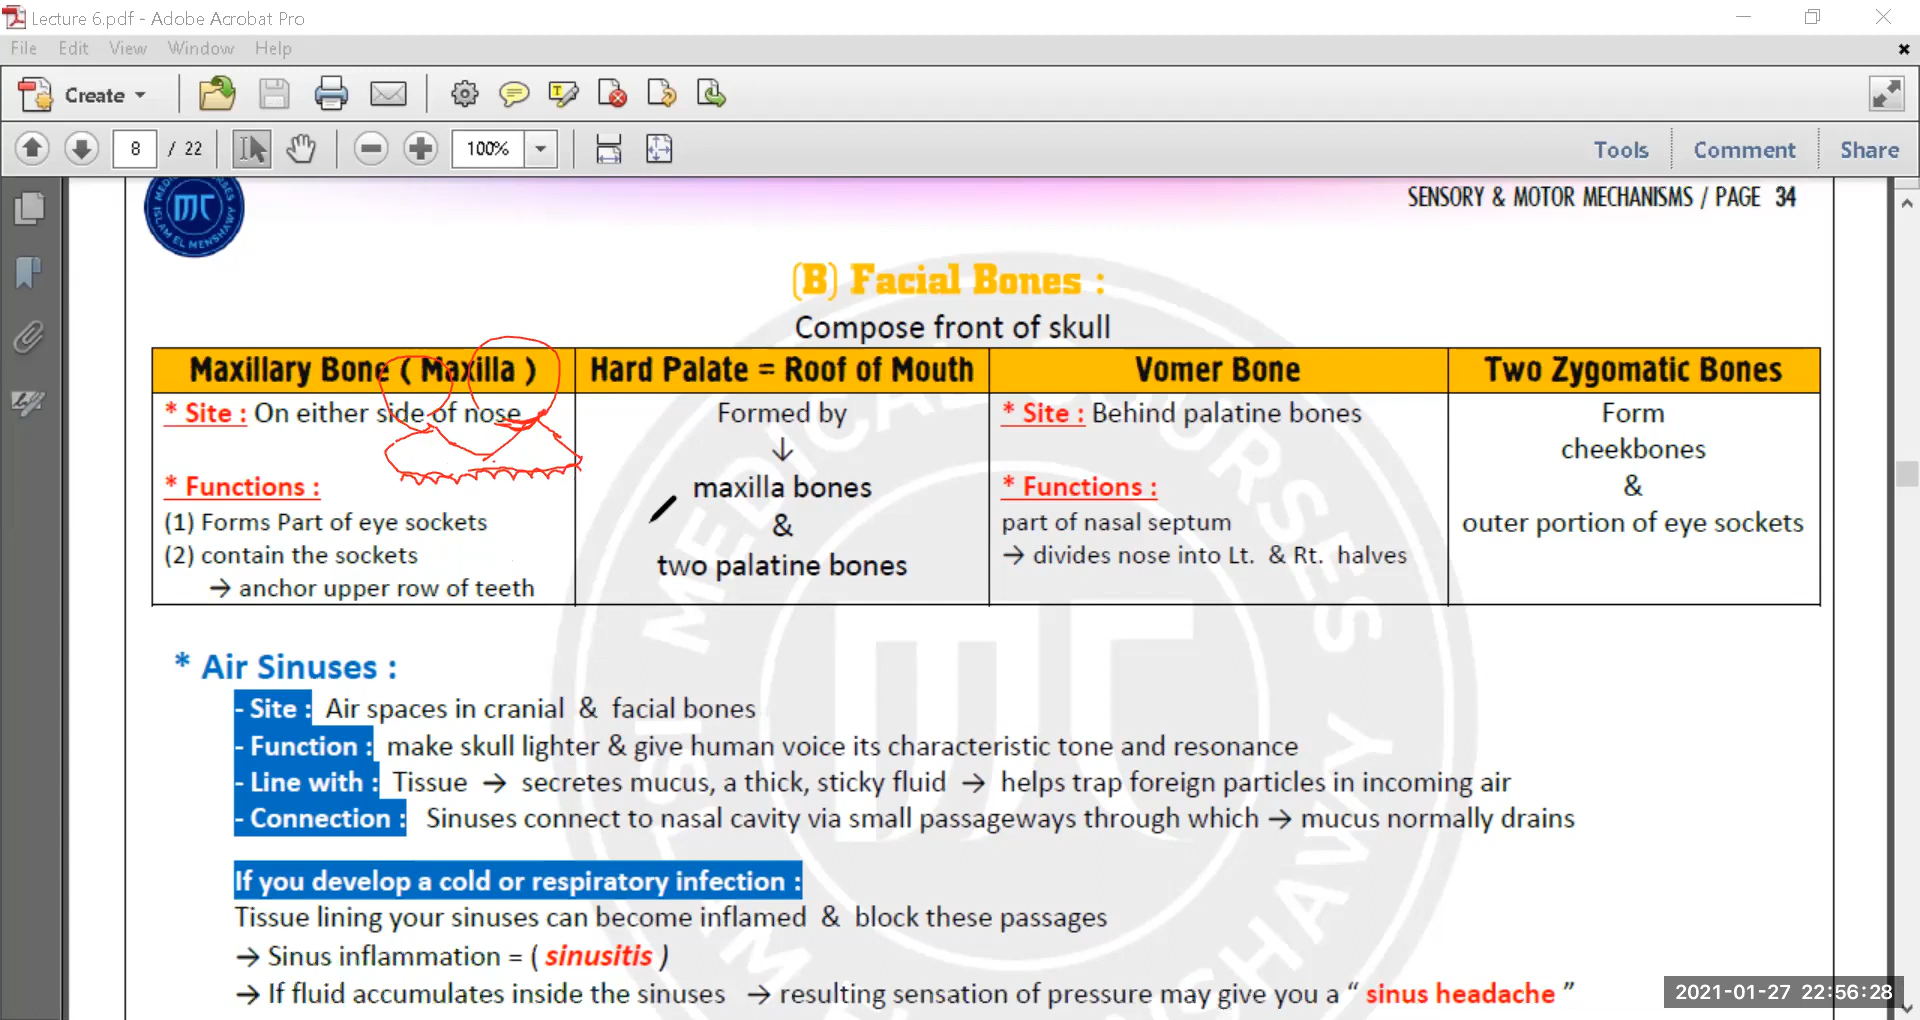 Lecture 6.pdf - Adobe Acrobat Pro
File Edit View Window Help
Create
8 / 22 100% Tools Comment Share
MC
SENSORY & MOTOR MECHANISMS / PAGE 34
(B) Facial Bones :
Compose front of skull
Maxillary Bone ( Maxilla )
* Site : On either side of nose
* Functions :
(1) Forms Part of eye sockets
(2) contain the sockets
→ anchor upper row of teeth
Hard Palate = Roof of Mouth
Formed by
↓
maxilla bones
&
two palatine bones
Vomer Bone
* Site : Behind palatine bones
* Functions :
part of nasal septum
→ divides nose into Lt. & Rt. halves
Two Zygomatic Bones
Form
cheekbones
&
outer portion of eye sockets
* Air Sinuses :
- Site : Air spaces in cranial & facial bones
- Function : make skull lighter & give human voice its characteristic tone and resonance
- Line with : Tissue → secretes mucus, a thick, sticky fluid → helps trap foreign particles in incoming air
- Connection : Sinuses connect to nasal cavity via small passageways through which → mucus normally drains
If you develop a cold or respiratory infection :
Tissue lining your sinuses can become inflamed & block these passages
→ Sinus inflammation = ( sinusitis )
→ If fluid accumulates inside the sinuses → resulting sensation of pressure may give you a “ sinus headache ”
2021-01-27 22:56:28